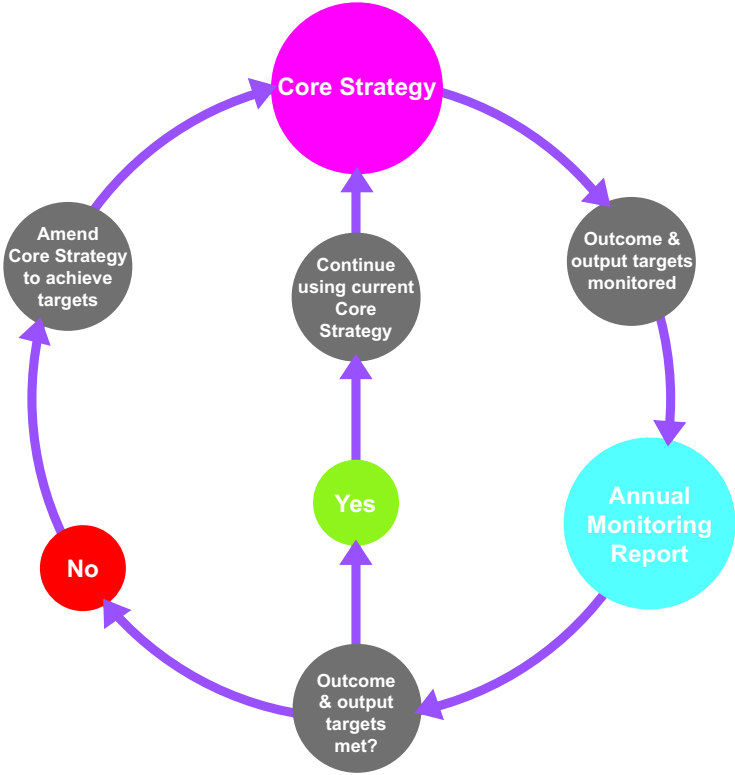 Core Strategy
Outcome &
output targets
monitored
Annual
Monitoring
Report
Outcome
& output
targets
met?
Yes
Continue
using current
Core
Strategy
No
Amend
Core Strategy
to achieve
targets